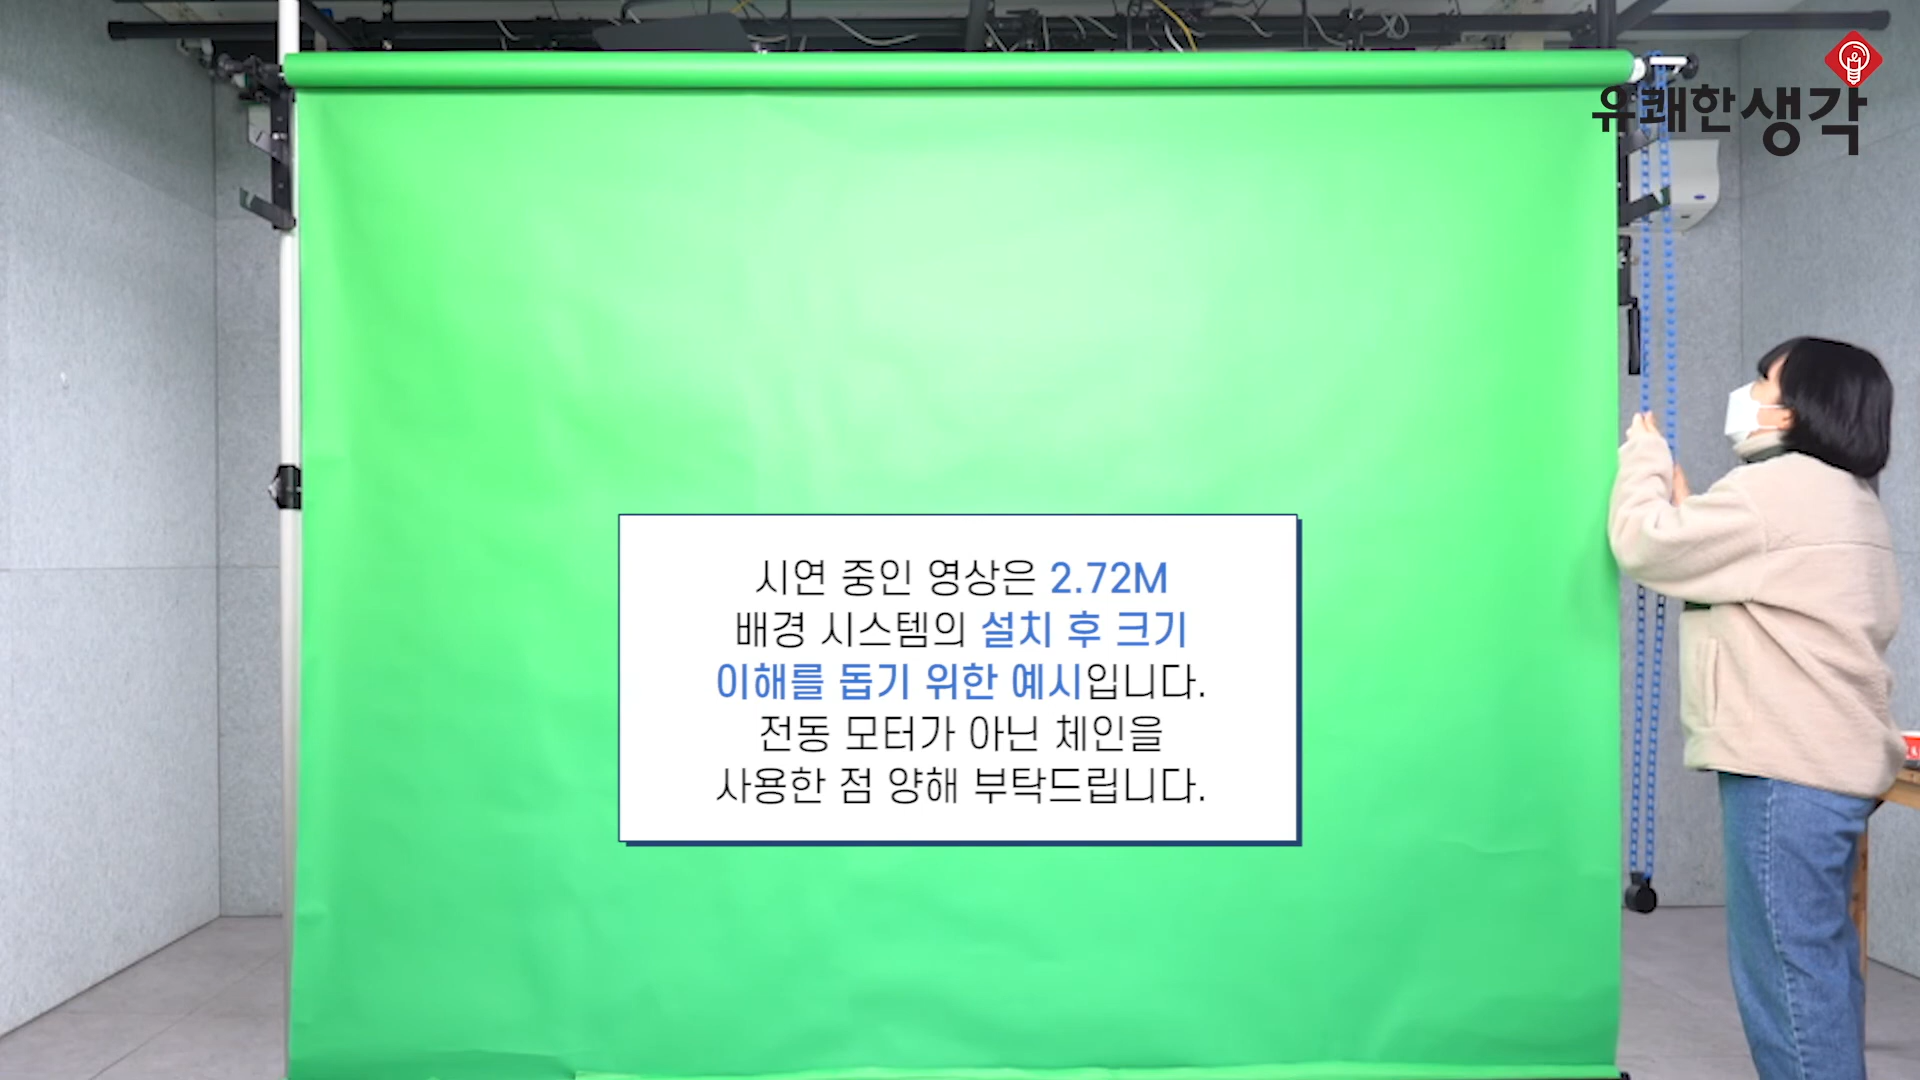 유쾌한생각
시연 중인 영상은 2.72M
배경 시스템의 설치 후 크기
이해를 돕기 위한 예시입니다.
전동 모터가 아닌 체인을
사용한 점 양해 부탁드립니다.